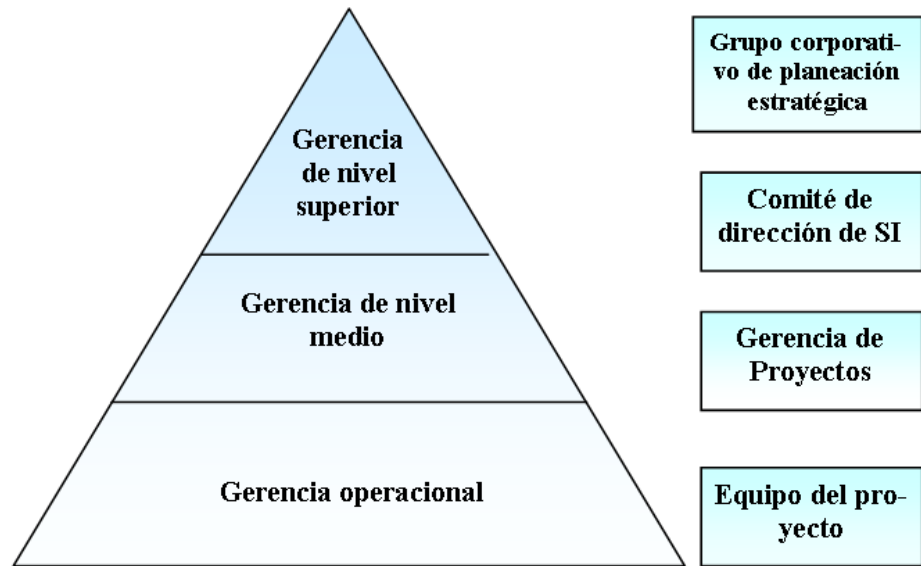 Gerencia
de nivel
superior
Gerencia de nivel
medio
Gerencia operacional
Grupo corporati-
vo de planeación
estratégica
Comité de
dirección de SI
Gerencia de
Proyectos
Equipo del pro-
yecto